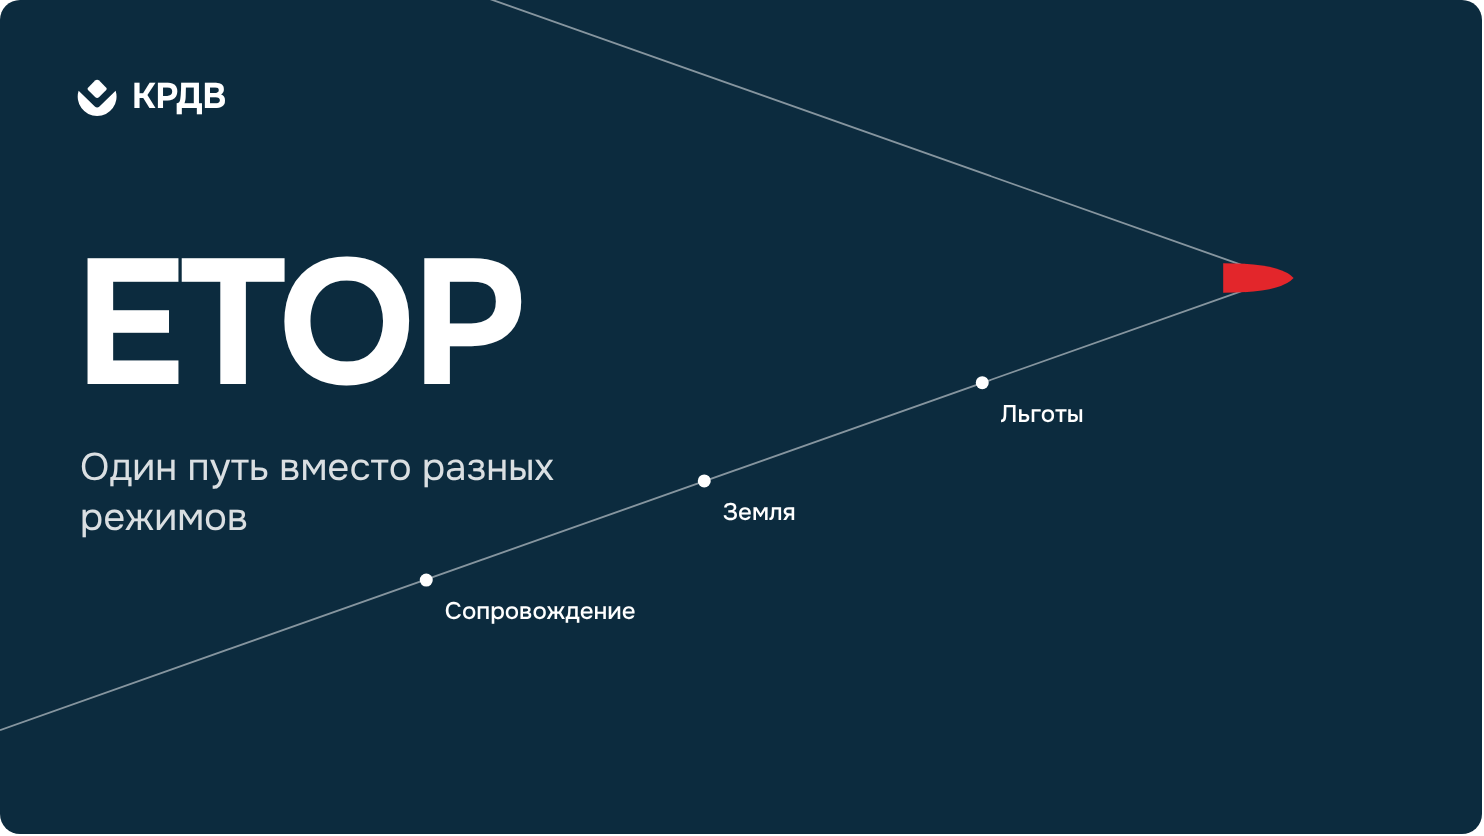 КРДВ
ЕТОР
Один путь вместо разных
режимов
Льготы
Земля
Сопровождение